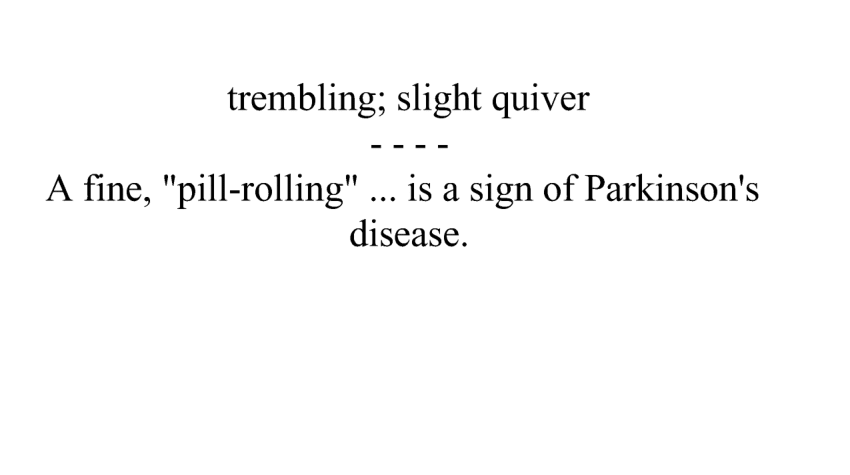 trembling; slight quiver
- - - -
A fine, "pill-rolling" ... is a sign of Parkinson's
disease.